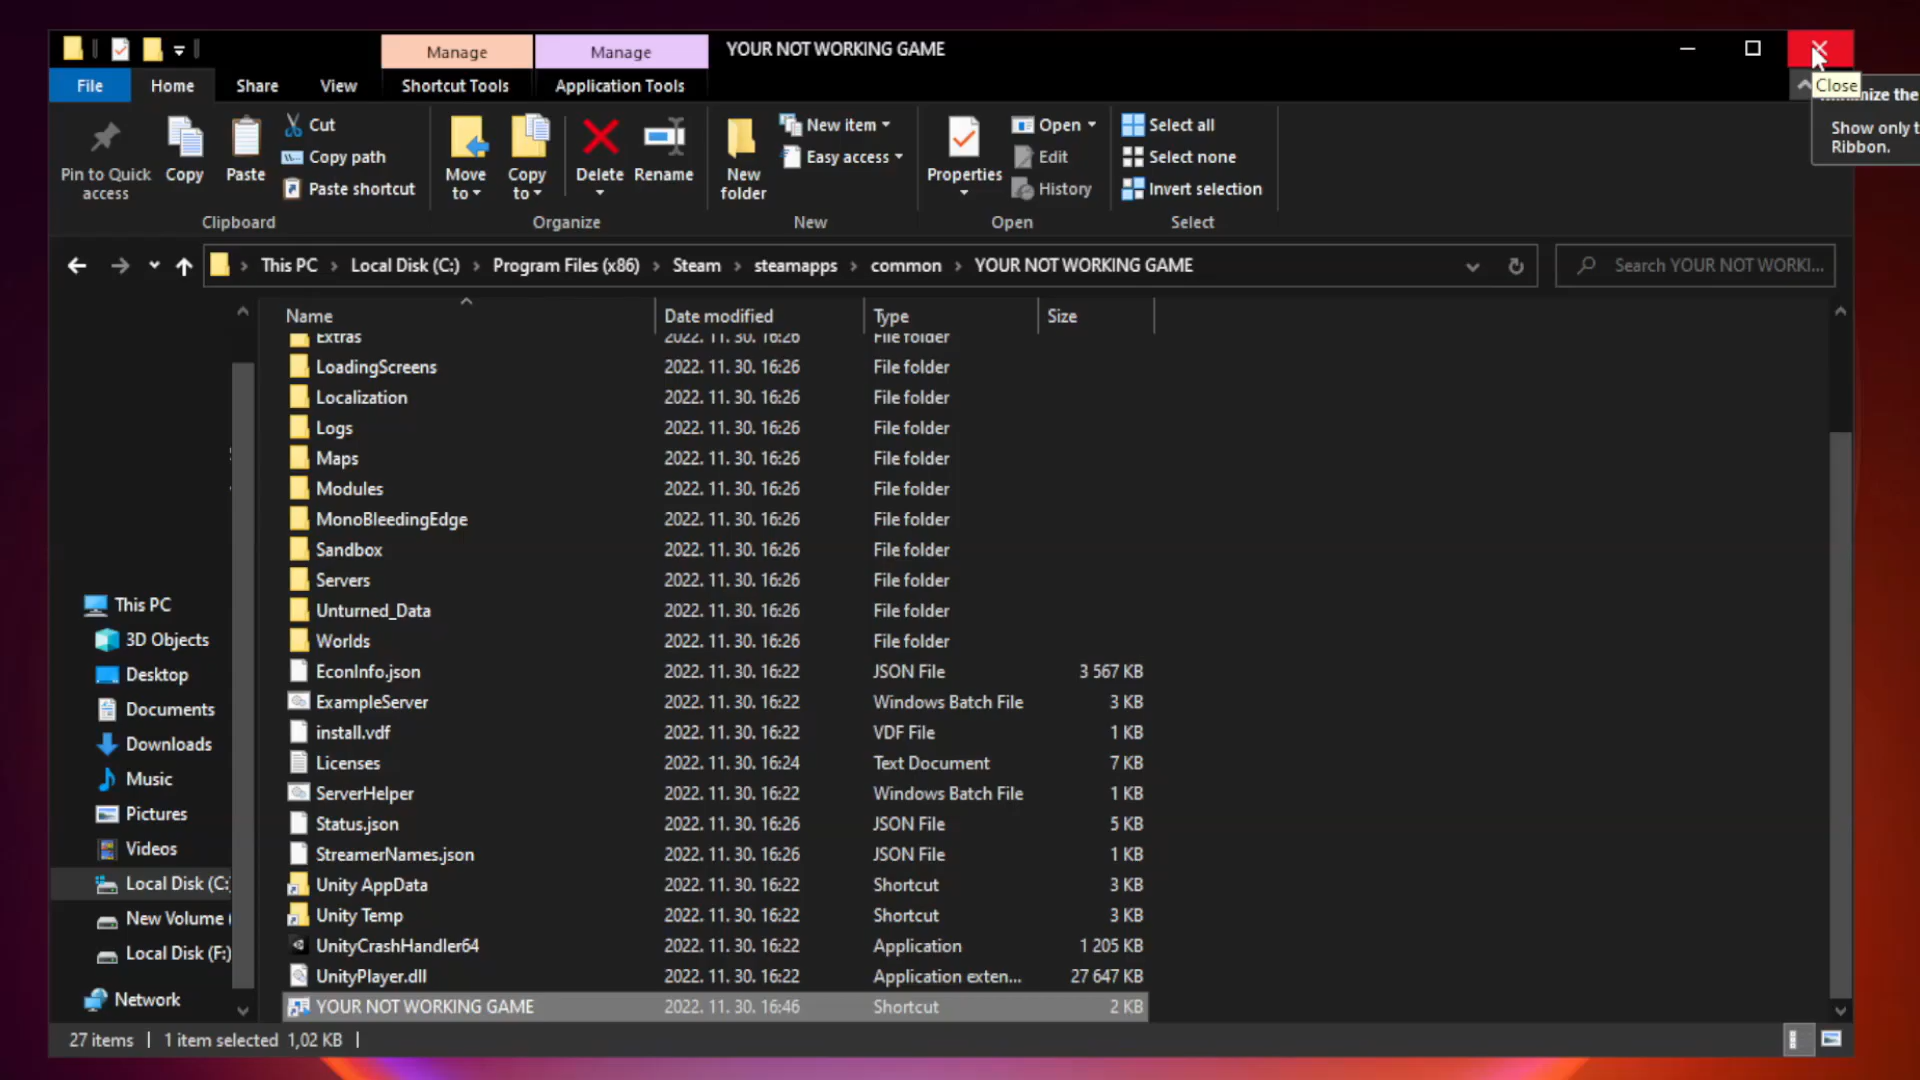 Manage
Manage
YOUR NOT WORKING GAME
File
Home
Share
View
Shortcut Tools
Application Tools
Close
the
Show only t
Ribbon.
Pin to Quick
access
Copy
Paste
Cut
Copy path
Paste shortcut
Clipboard
Move
to
Copy
to
Delete
Rename
Organize
New
folder
New item
Easy access
New
Properties
Open
Edit
History
Open
Select all
Select none
Invert selection
Select
This PC > Local Disk (C:) > Program Files (x86) > Steam > steamapps > common > YOUR NOT WORKING GAME
Search YOUR NOT WORKI...
Name Date modified Type Size
Extras 2022. 11. 30. 16:26 File folder
LoadingScreens 2022. 11. 30. 16:26 File folder
Localization 2022. 11. 30. 16:26 File folder
Logs 2022. 11. 30. 16:26 File folder
Maps 2022. 11. 30. 16:26 File folder
Modules 2022. 11. 30. 16:26 File folder
MonoBleedingEdge 2022. 11. 30. 16:26 File folder
Sandbox 2022. 11. 30. 16:26 File folder
Servers 2022. 11. 30. 16:26 File folder
Unturned_Data 2022. 11. 30. 16:26 File folder
Worlds 2022. 11. 30. 16:26 File folder
EconInfo.json 2022. 11. 30. 16:22 JSON File 3 567 KB
ExampleServer 2022. 11. 30. 16:22 Windows Batch File 3 KB
install.vdf 2022. 11. 30. 16:22 VDF File 1 KB
Licenses 2022. 11. 30. 16:24 Text Document 7 KB
ServerHelper 2022. 11. 30. 16:22 Windows Batch File 1 KB
Status.json 2022. 11. 30. 16:26 JSON File 5 KB
StreamerNames.json 2022. 11. 30. 16:26 JSON File 1 KB
Unity AppData 2022. 11. 30. 16:22 Shortcut 3 KB
Unity Temp 2022. 11. 30. 16:22 Shortcut 3 KB
UnityCrashHandler64 2022. 11. 30. 16:22 Application 1 205 KB
UnityPlayer.dll 2022. 11. 30. 16:22 Application exten... 27 647 KB
YOUR NOT WORKING GAME 2022. 11. 30. 16:46 Shortcut 2 KB
This PC
3D Objects
Desktop
Documents
Downloads
Music
Pictures
Videos
Local Disk (C:)
New Volume (
Local Disk (F:)
Network
27 items | 1 item selected 1,02 KB |